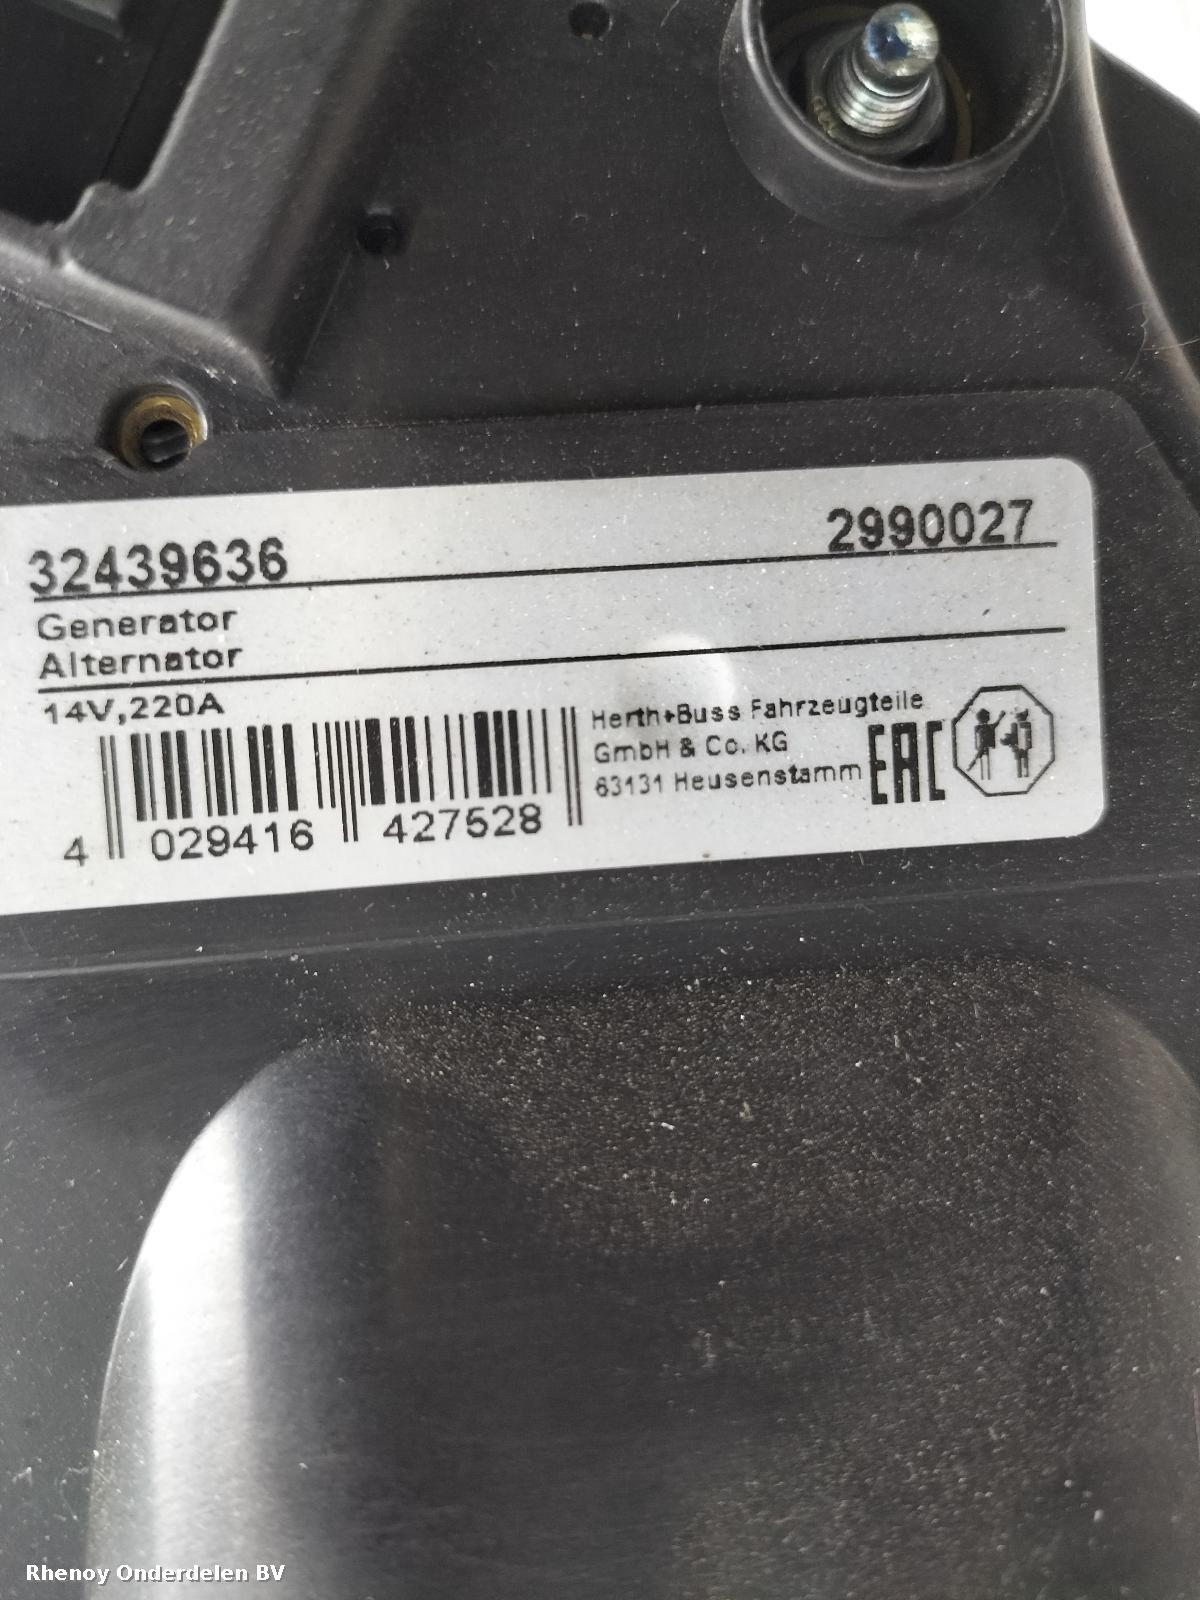 32439636 2990027
Generator
Alternator
14V,220A
Herth+Buss Fahrzeugteile
GmbH & Co. KG
63131 Heusenstamm
EAC
4 029416 427528
Rhenoy Onderdelen BV